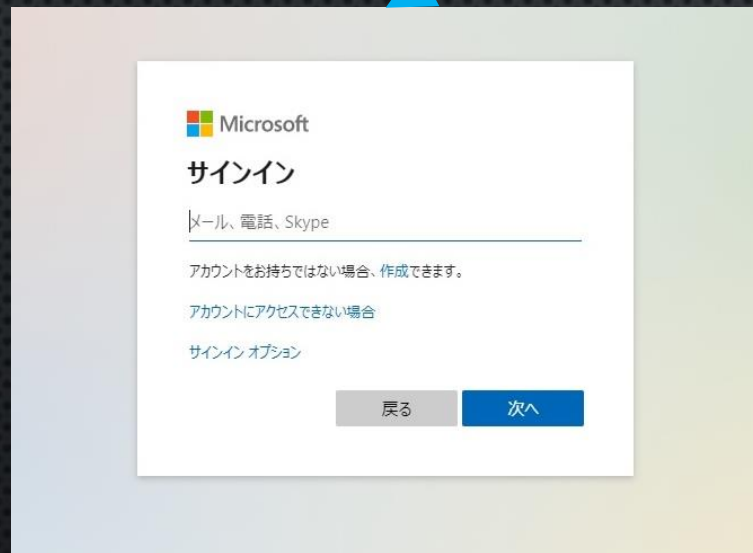 Microsoft
サインイン
メール、電話、Skype
アカウントをお持ちではない場合、作成できます。
アカウントにアクセスできない場合
サインイン オプション
戻る
次へ